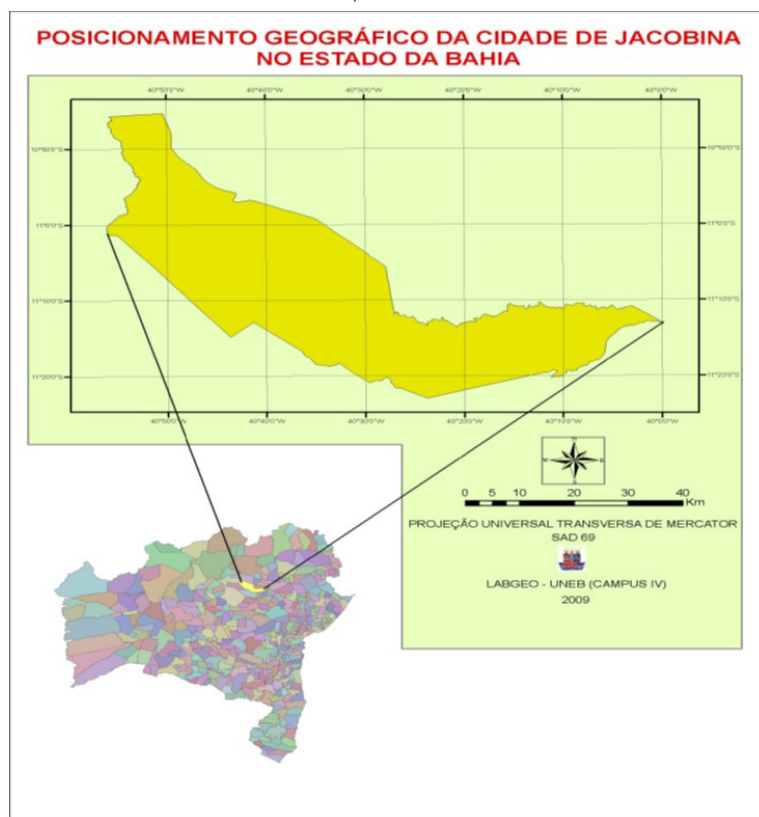 POSICIONAMENTO GEOGRÁFICO DA CIDADE DE JACOBINA
NO ESTADO DA BAHIA
40°50'0"W 40°40'0"W 40°30'0"W 40°20'0"W 40°10'0"W 40°0'0"W
10°50'0"S 10°50'0"S
11°0'0"S 11°0'0"S
11°10'0"S 11°10'0"S
11°20'0"S 11°20'0"S
40°50'0"W 40°40'0"W 40°30'0"W 40°20'0"W 40°10'0"W 40°0'0"W
N
W E
S
0 5 10 20 30 40
Km
PROJEÇÃO UNIVERSAL TRANSVERSA DE MERCATOR
SAD 69
LABGEO - UNEB (CAMPUS IV)
2009